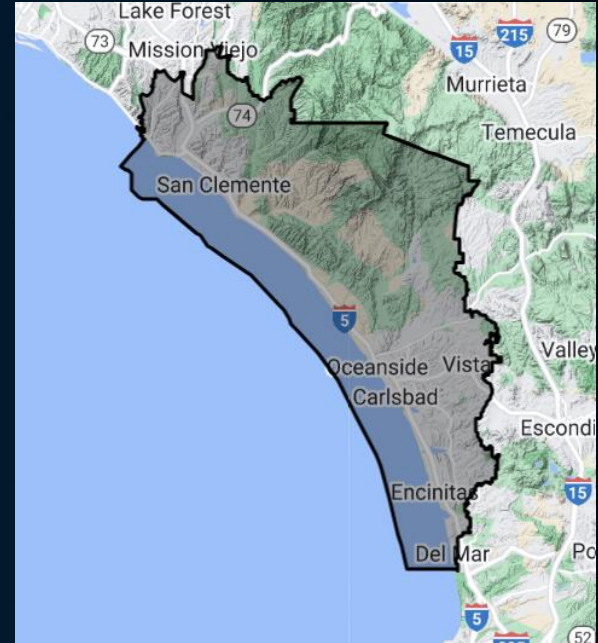 Lake Forest
73
Mission Viejo
15
215
79
Murrieta
74
Temecula
San Clemente
5
Valley
Oceanside
Vista
Carlsbad
Escondi
Encinitas
15
Del Mar
Po
5
52